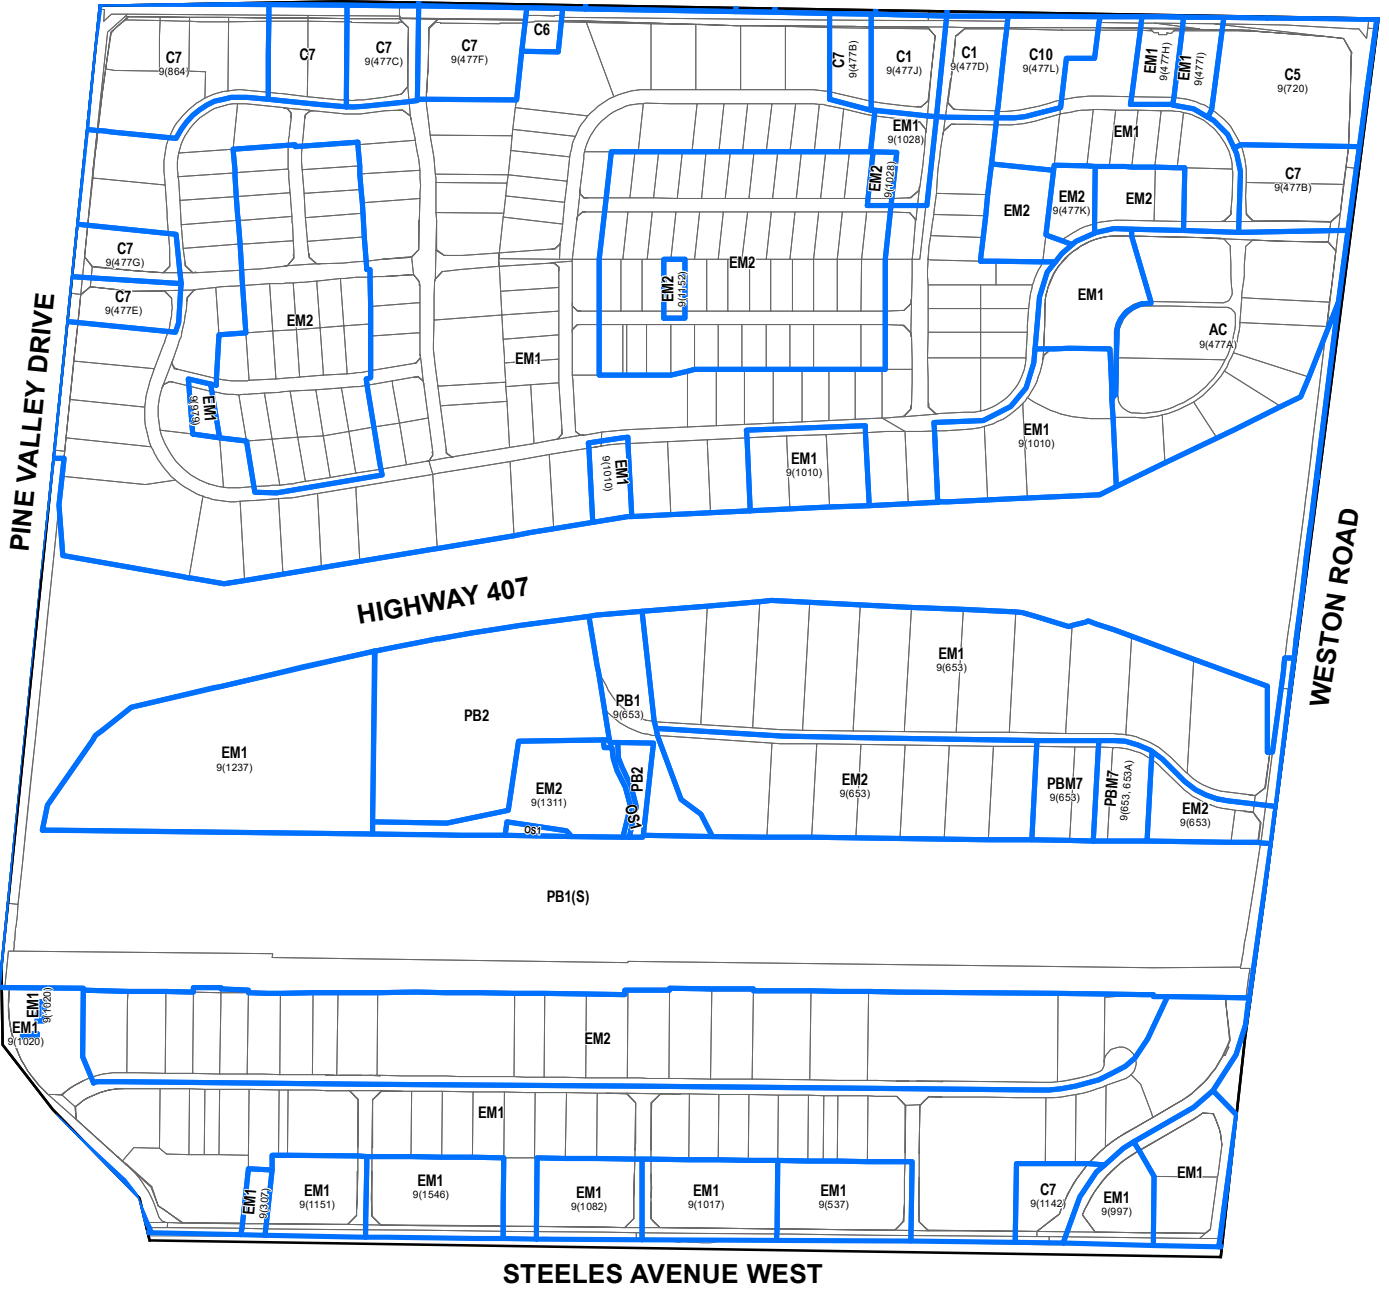 C7
9(864)
C7
C7
9(477C)
C7
9(477F)
C6
C7
9(477B)
C1
9(477J)
C1
9(477D)
C10
9(477L)
EM1
9(477H)
EM1
9(477I)
C5
9(720)
EM1
9(1028)
EM1
EM2
9(1028)
C7
9(477B)
EM2
EM2
9(477K)
EM2
C7
9(477G)
C7
9(477E)
EM2
EM2
EM2
9(1152)
EM1
AC
9(477A)
EM1
EM1
9(979)
EM1
9(1010)
EM1
9(1010)
EM1
9(1010)
PINE VALLEY DRIVE
HIGHWAY 407
WESTON ROAD
EM1
9(653)
PB1
9(653)
PB2
EM1
9(1237)
EM2
9(1311)
PB2
OS1
OS1
EM2
9(653)
PBM7
9(653)
PBM7
9(653, 653A)
EM2
9(653)
PB1(S)
EM1
9(1020)
EM1
9(1020)
EM2
EM1
EM1
9(307)
EM1
9(1151)
EM1
9(1546)
EM1
9(1082)
EM1
9(1017)
EM1
9(537)
C7
9(1142)
EM1
9(997)
EM1
STEELES AVENUE WEST